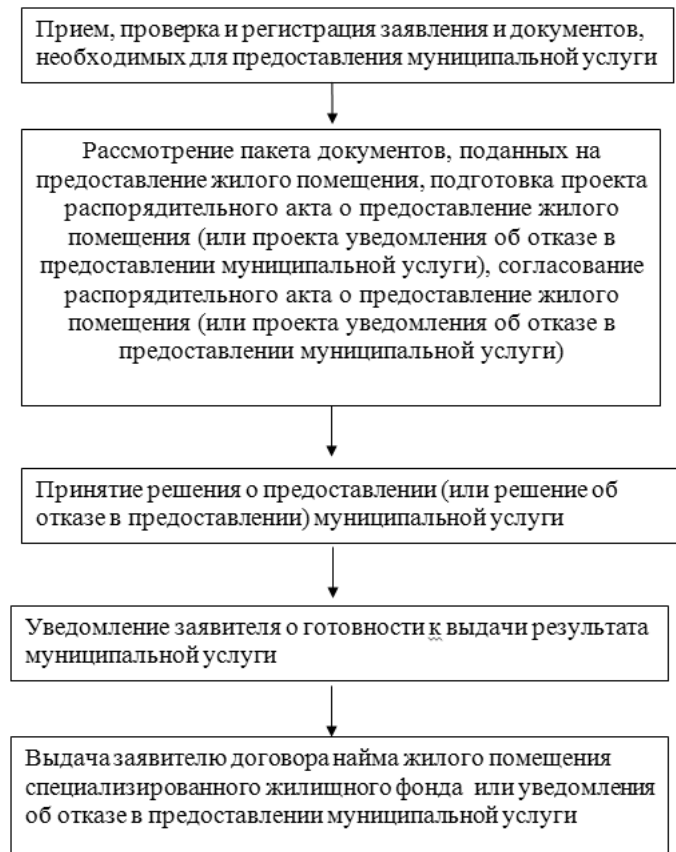 Прием, проверка и регистрация заявления и документов,
необходимых для предоставления муниципальной услуги
Рассмотрение пакета документов, поданных на
предоставление жилого помещения, подготовка проекта
распорядительного акта о предоставление жилого
помещения (или проекта уведомления об отказе в
предоставлении муниципальной услуги), согласование
распорядительного акта о предоставление жилого
помещения (или проекта уведомления об отказе в
предоставлении муниципальной услуги)
Принятие решения о предоставлении (или решение об
отказе в предоставлении) муниципальной услуги
Уведомление заявителя о готовности к выдачи результата
муниципальной услуги
Выдача заявителю договора найма жилого помещения
специализированного жилищного фонда или уведомления
об отказе в предоставлении муниципальной услуги